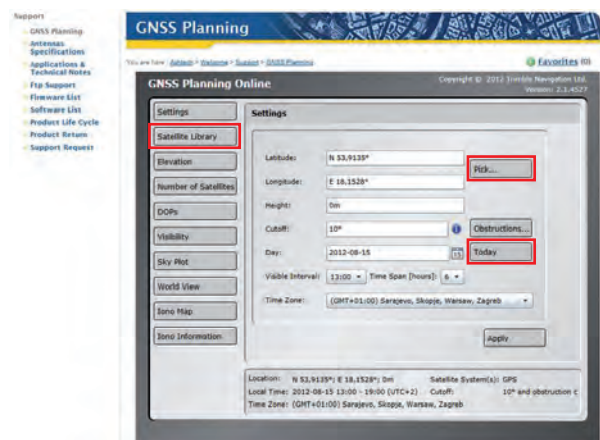 Support
GNSS Planning
Antennas
Specifications
Applications &
Technical Notes
Ftp Support
Firmware List
Software List
Product Life Cycle
Product Return
Support Request
GNSS Planning
You are here : Ashtech > Welcome > Support > GNSS Planning
Favorites (0)
GNSS Planning Online
Copyright © 2012 Trimble Navigation Ltd.
Version: 2.1.4527
Settings
Satellite Library
Elevation
Number of Satellites
DOPs
Visibility
Sky Plot
World View
Iono Map
Iono Information
Settings
Latitude: N 53,9135° Pick...
Longitude: E 18,1528°
Height: 0m
Cutoff: 10° Obstructions...
Day: 2012-08-15 15 Today
Visible Interval: 13:00 Time Span [hours]: 6
Time Zone: (GMT+01:00) Sarajevo, Skopje, Warsaw, Zagreb
Apply
Location: N 53,9135°; E 18,1528°; 0m Satellite System(s): GPS
Local Time: 2012-08-15 13:00 - 19:00 (UTC+2) Cutoff: 10° and obstruction c
Time Zone: (GMT+01:00) Sarajevo, Skopje, Warsaw, Zagreb